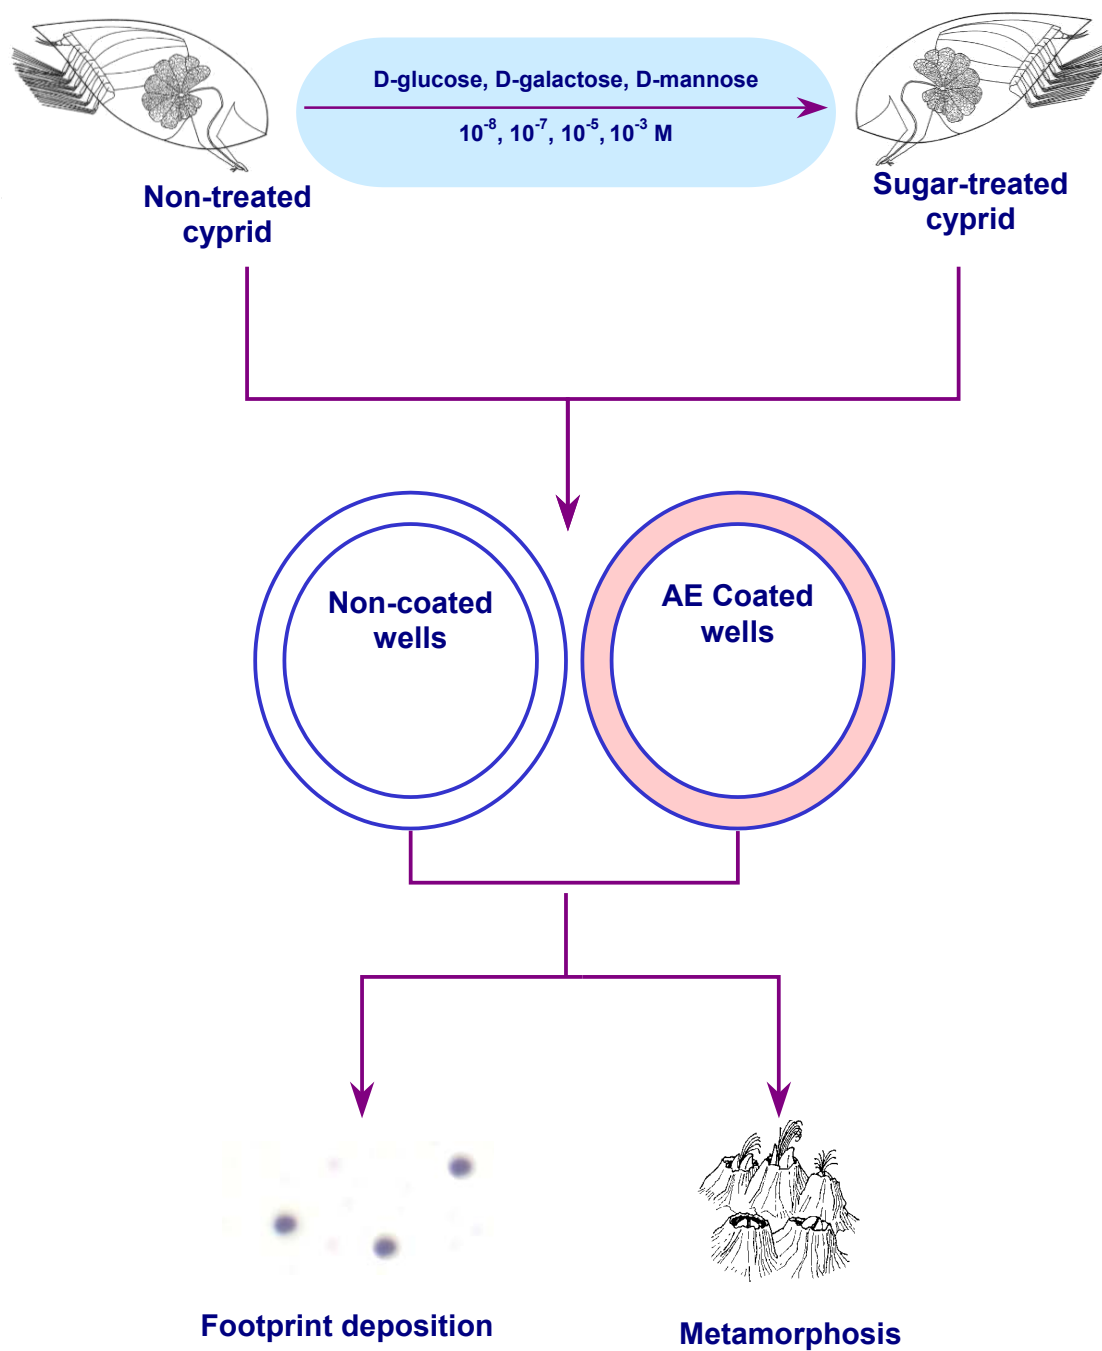 D-glucose, D-galactose, D-mannose
10⁻⁸, 10⁻⁷, 10⁻⁵, 10⁻³ M
Non-treated
cyprid
Sugar-treated
cyprid
Non-coated
wells
AE Coated
wells
Footprint deposition
Metamorphosis